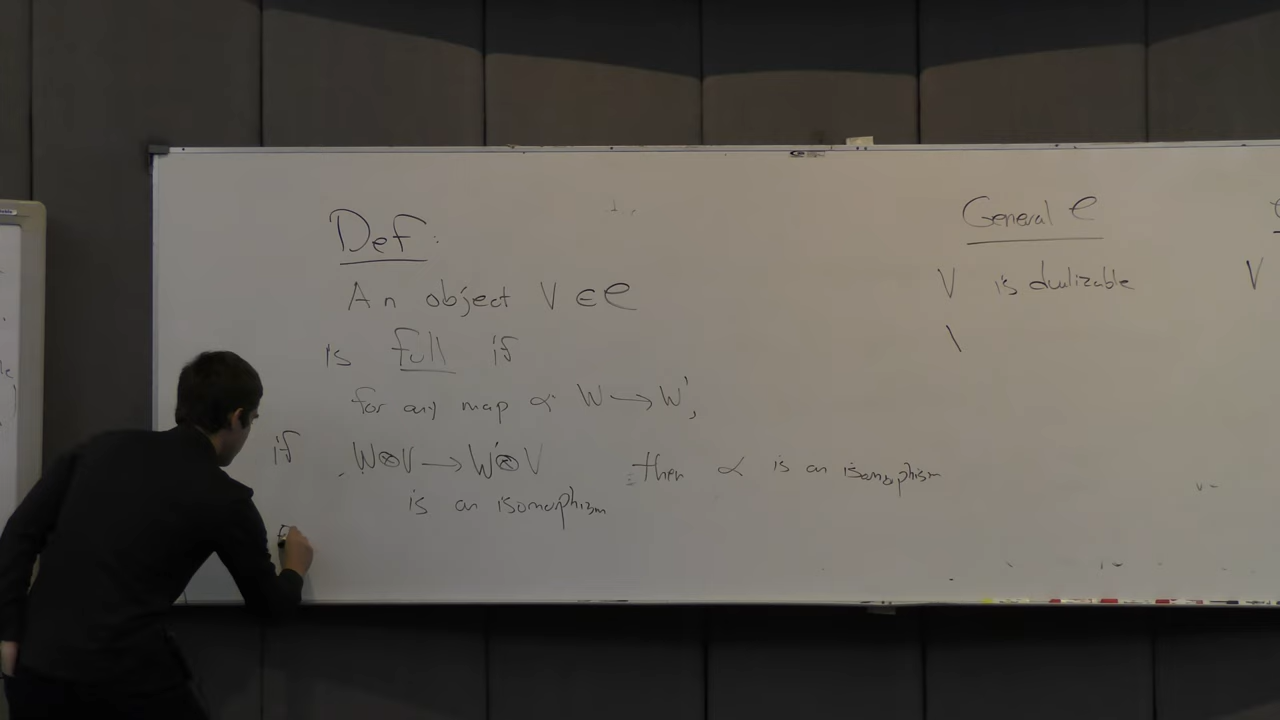 Def:
An object V ∈ C
is full if
for any map α: W → W',
if W⊗V → W'⊗V then α is an isomorphism
is an isomorphism
General C
V is dualizable
V